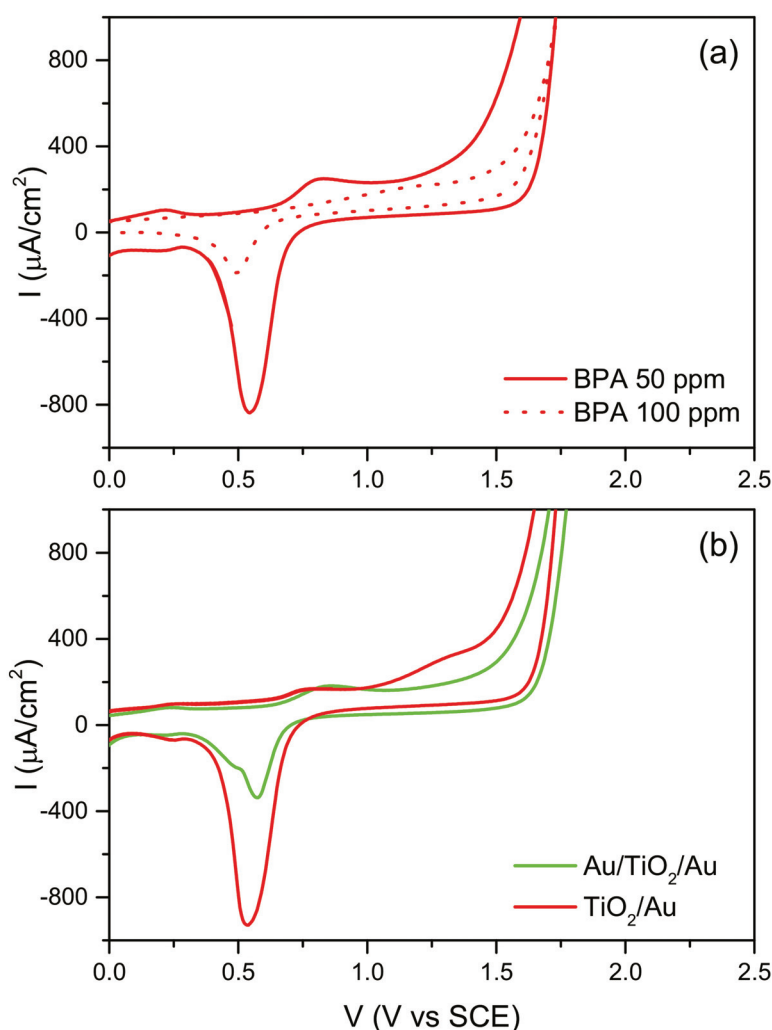 (a)
800
400
0
-400
-800
I (μA/cm²)
BPA 50 ppm
BPA 100 ppm
0.0 0.5 1.0 1.5 2.0 2.5
(b)
800
400
0
-400
-800
I (μA/cm²)
Au/TiO₂/Au
TiO₂/Au
0.0 0.5 1.0 1.5 2.0 2.5
V (V vs SCE)